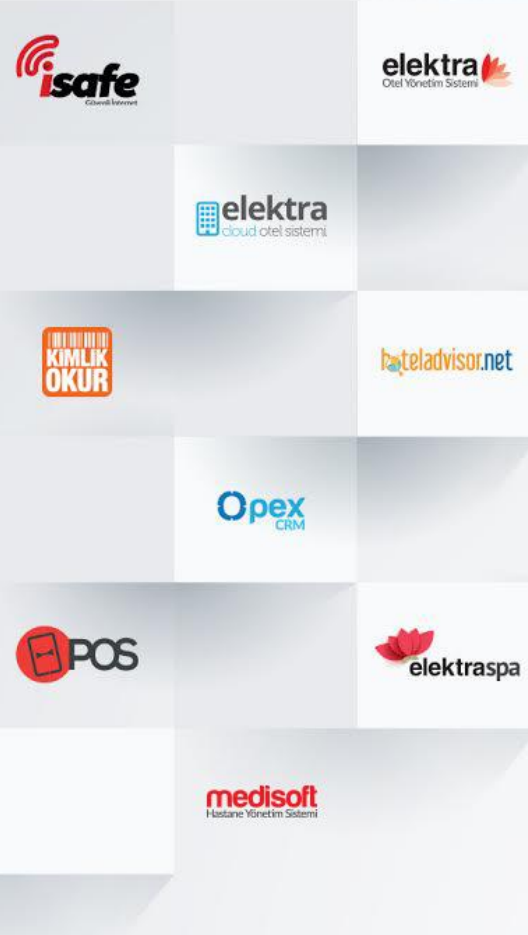 isafe
Güvenli İnternet
elektra
Otel Yönetim Sistemi
elektra
cloud otel sistemi
KİMLİK
OKUR
hoteladvisor.net
Opex
CRM
POS
elektraspa
medisoft
Hastane Yönetim Sistemi